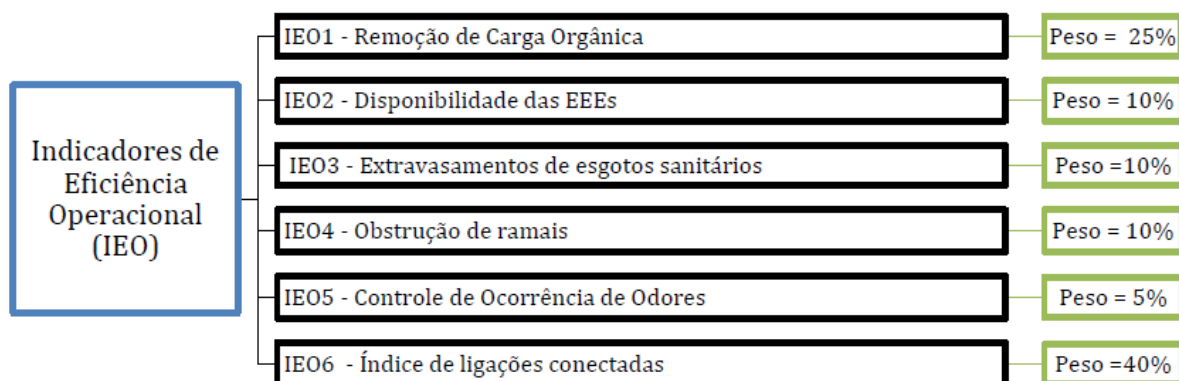 Indicadores de
Eficiência
Operacional
(IEO)
IEO1 - Remoção de Carga Orgânica
Peso = 25%
IEO2 - Disponibilidade das EEEs
Peso = 10%
IEO3 - Extravasamentos de esgotos sanitários
Peso =10%
IEO4 - Obstrução de ramais
Peso = 10%
IEO5 - Controle de Ocorrência de Odores
Peso = 5%
IEO6 - Índice de ligações conectadas
Peso =40%